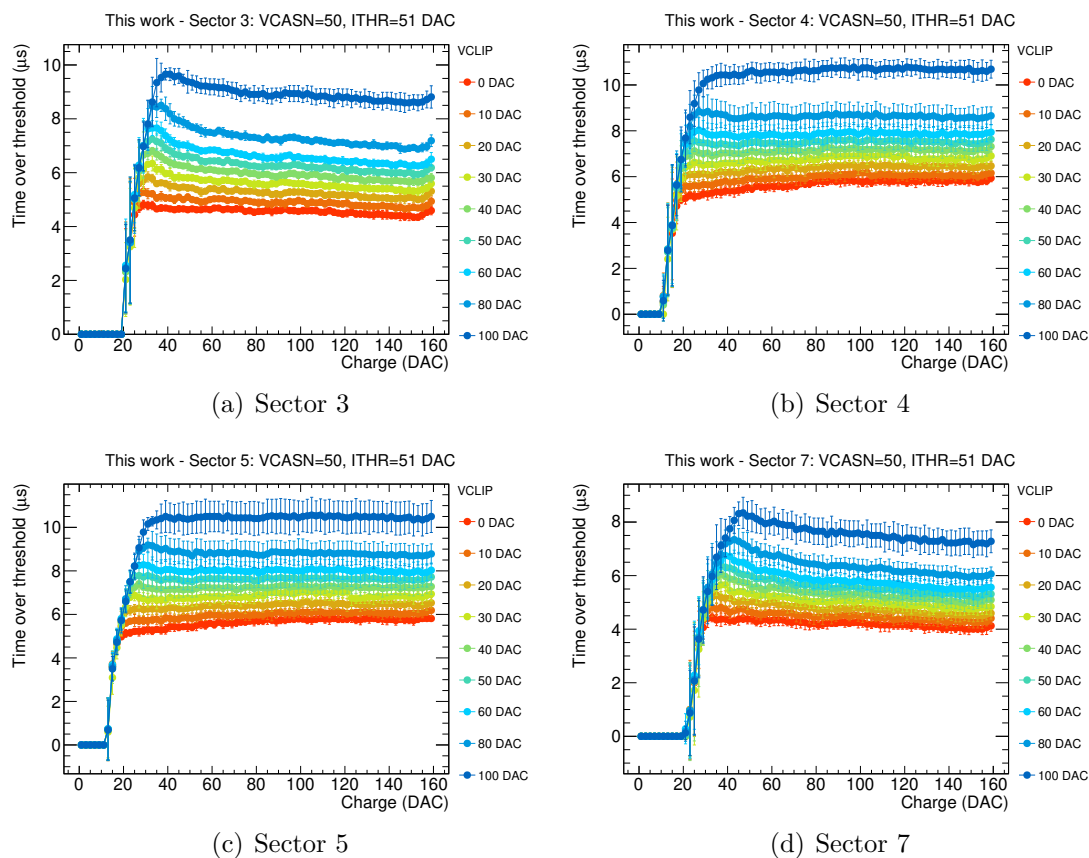 This work - Sector 3: VCASN=50, ITHR=51 DAC
Time over threshold (µs)
10
8
6
4
2
0
0 20 40 60 80 100 120 140 160
Charge (DAC)
VCLIP
0 DAC
10 DAC
20 DAC
30 DAC
40 DAC
50 DAC
60 DAC
80 DAC
100 DAC
(a) Sector 3
This work - Sector 4: VCASN=50, ITHR=51 DAC
Time over threshold (µs)
10
8
6
4
2
0
0 20 40 60 80 100 120 140 160
Charge (DAC)
VCLIP
0 DAC
10 DAC
20 DAC
30 DAC
40 DAC
50 DAC
60 DAC
80 DAC
100 DAC
(b) Sector 4
This work - Sector 5: VCASN=50, ITHR=51 DAC
Time over threshold (µs)
10
8
6
4
2
0
0 20 40 60 80 100 120 140 160
Charge (DAC)
VCLIP
0 DAC
10 DAC
20 DAC
30 DAC
40 DAC
50 DAC
60 DAC
80 DAC
100 DAC
(c) Sector 5
This work - Sector 7: VCASN=50, ITHR=51 DAC
Time over threshold (µs)
8
6
4
2
0
0 20 40 60 80 100 120 140 160
Charge (DAC)
VCLIP
0 DAC
10 DAC
20 DAC
30 DAC
40 DAC
50 DAC
60 DAC
80 DAC
100 DAC
(d) Sector 7